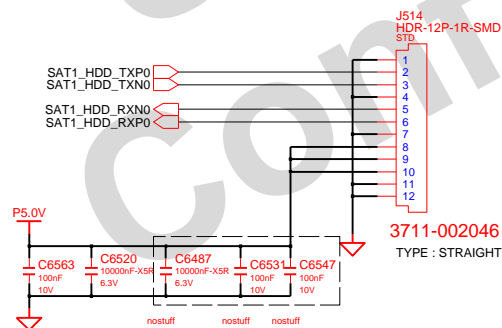 J514
HDR-12P-1R-SMD
STD
1
SAT1_HDD_TXP0 2
SAT1_HDD_TXN0 3
4
SAT1_HDD_RXN0 5
SAT1_HDD_RXP0 6
7
8
9
10
11
12
P5.0V
3711-002046
TYPE : STRAIGHT
C6563 C6520 C6487 C6531 C6547
100nF 10000nF-X5R 10000nF-X5R 100nF 100nF
10V 6.3V 6.3V 10V 10V
nostuff nostuff nostuff